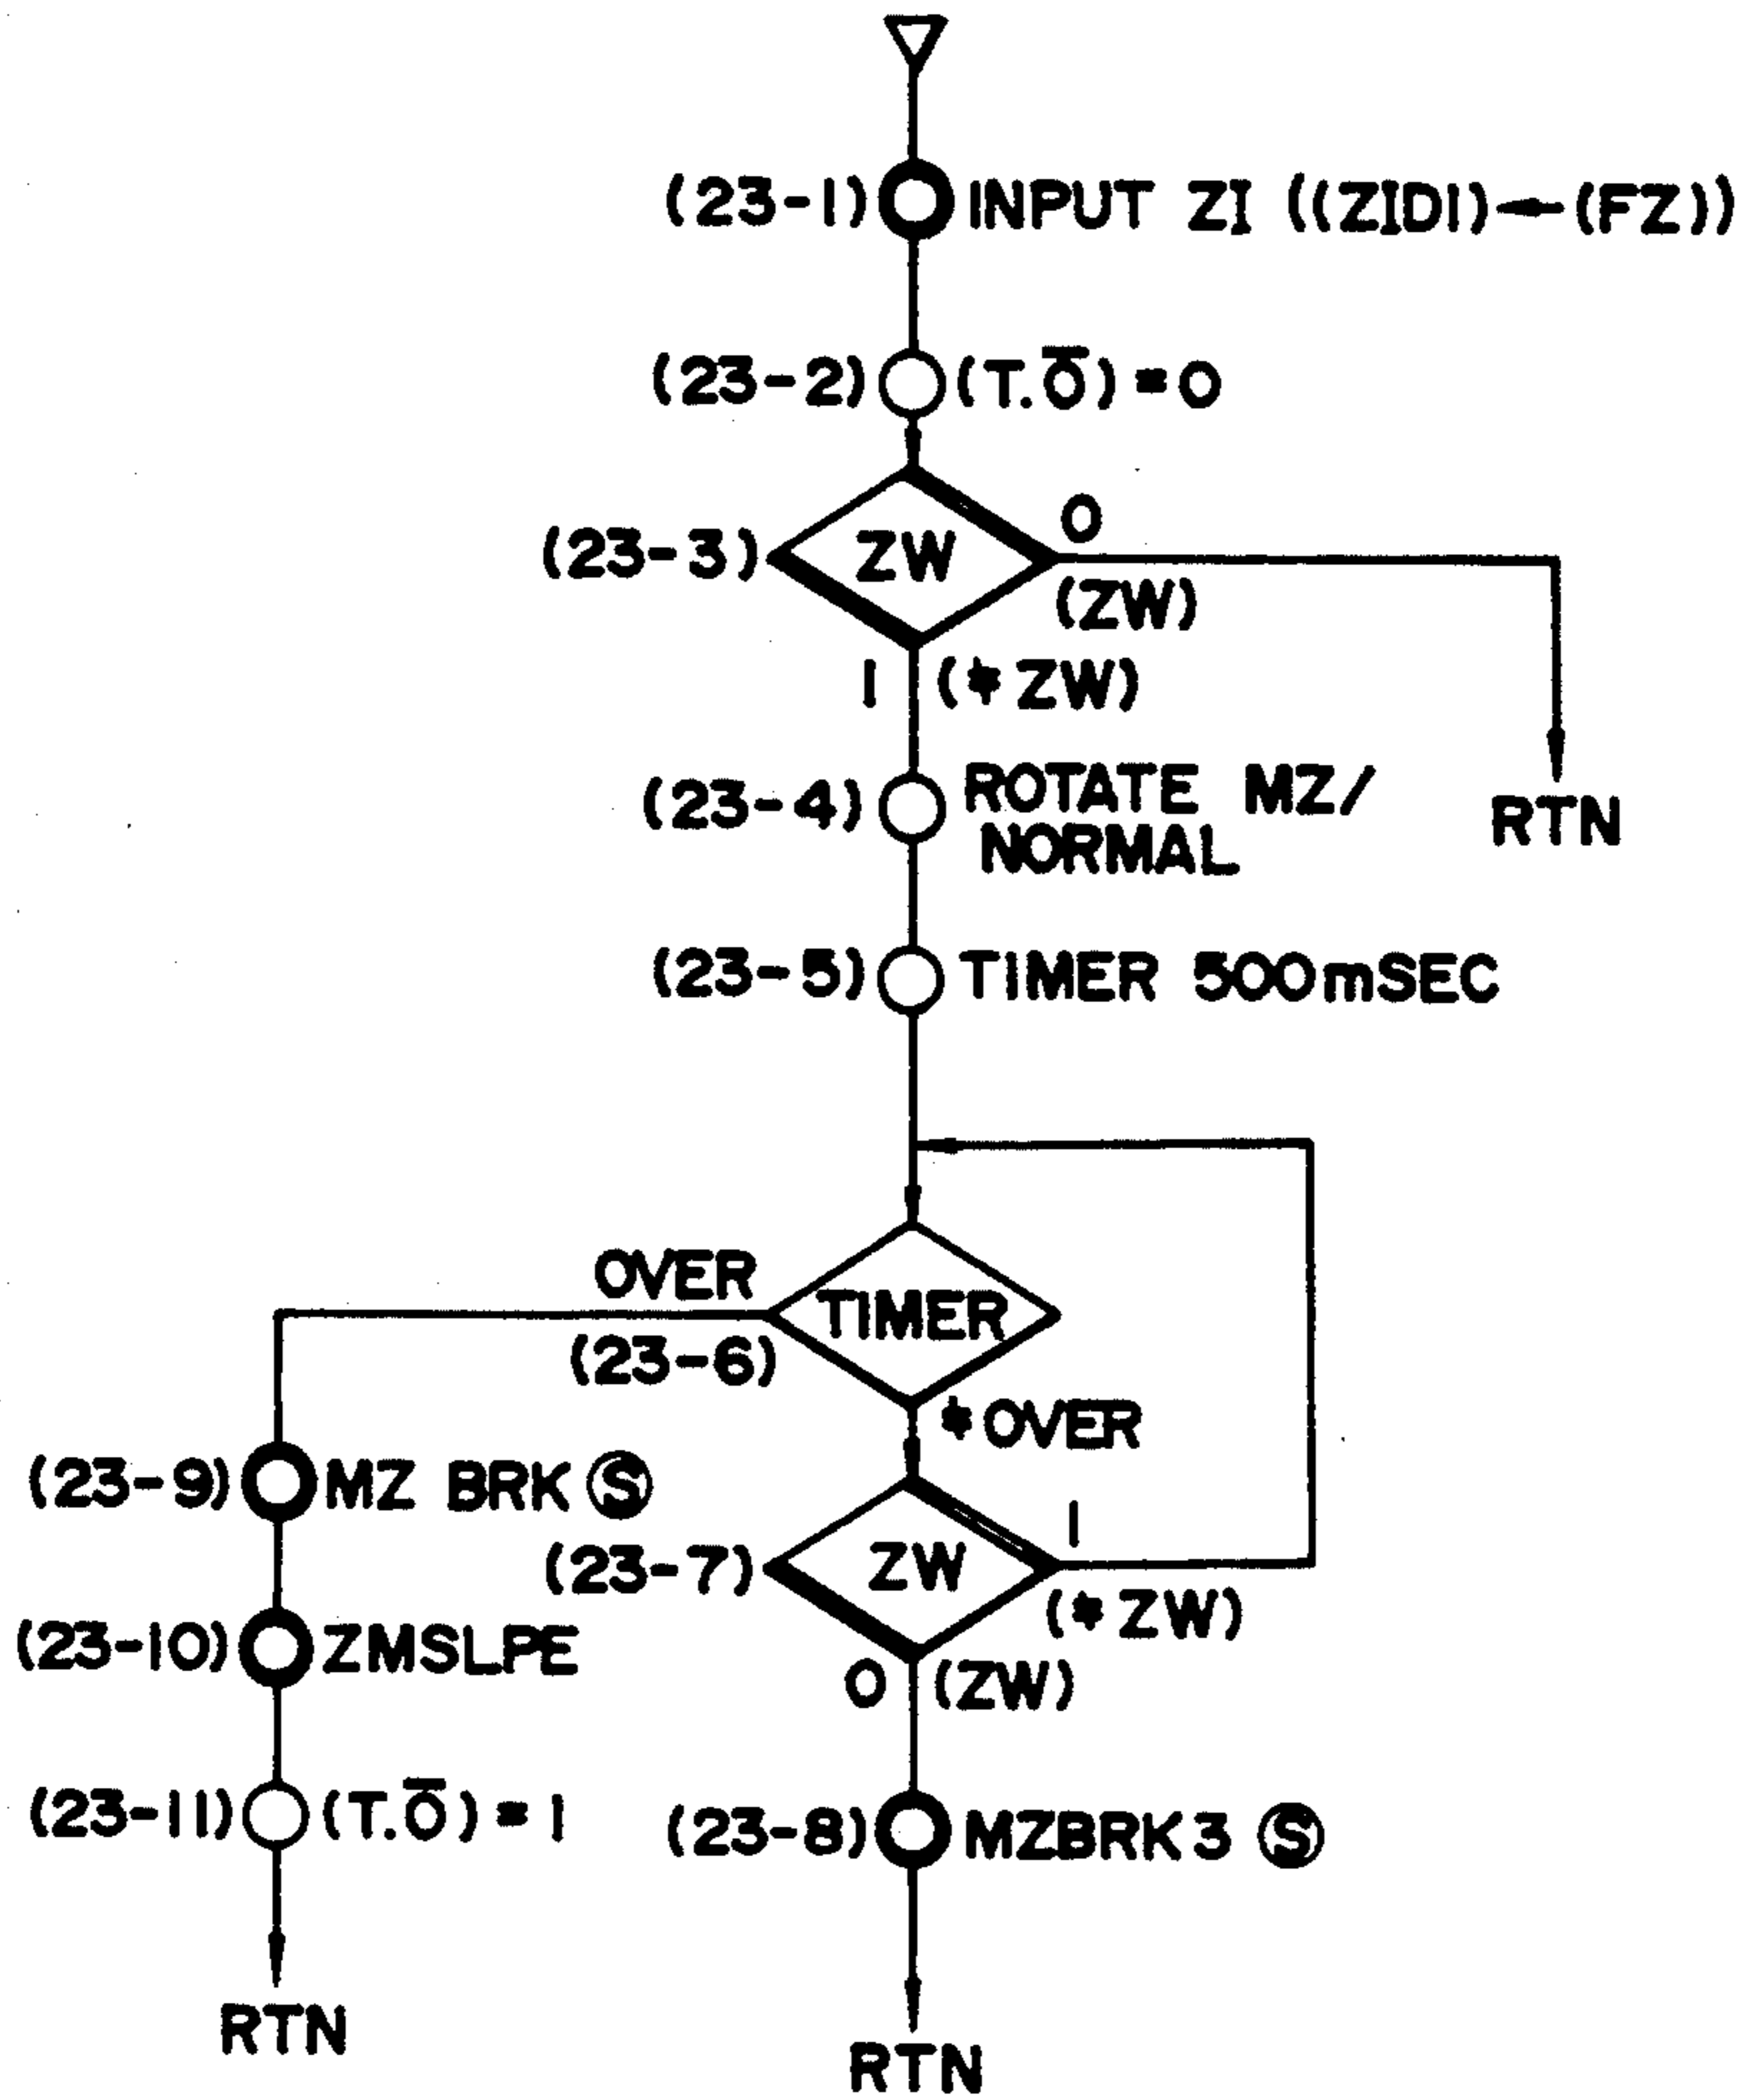 (23-1) INPUT ZI ((ZIDI)←(FZ))
(23-2) (T.Ō)=0
(23-3) ZW
0
(ZW)
1 (*ZW)
(23-4) ROTATE MZ/
NORMAL
RTN
(23-5) TIMER 500mSEC
OVER
TIMER
(23-6)
*OVER
(23-9) MZ BRK Ⓢ
(23-7) ZW
1
(*ZW)
(23-10) ZMSLPE
0 (ZW)
(23-11) (T.Ō)=1
(23-8) MZBRK3 Ⓢ
RTN
RTN